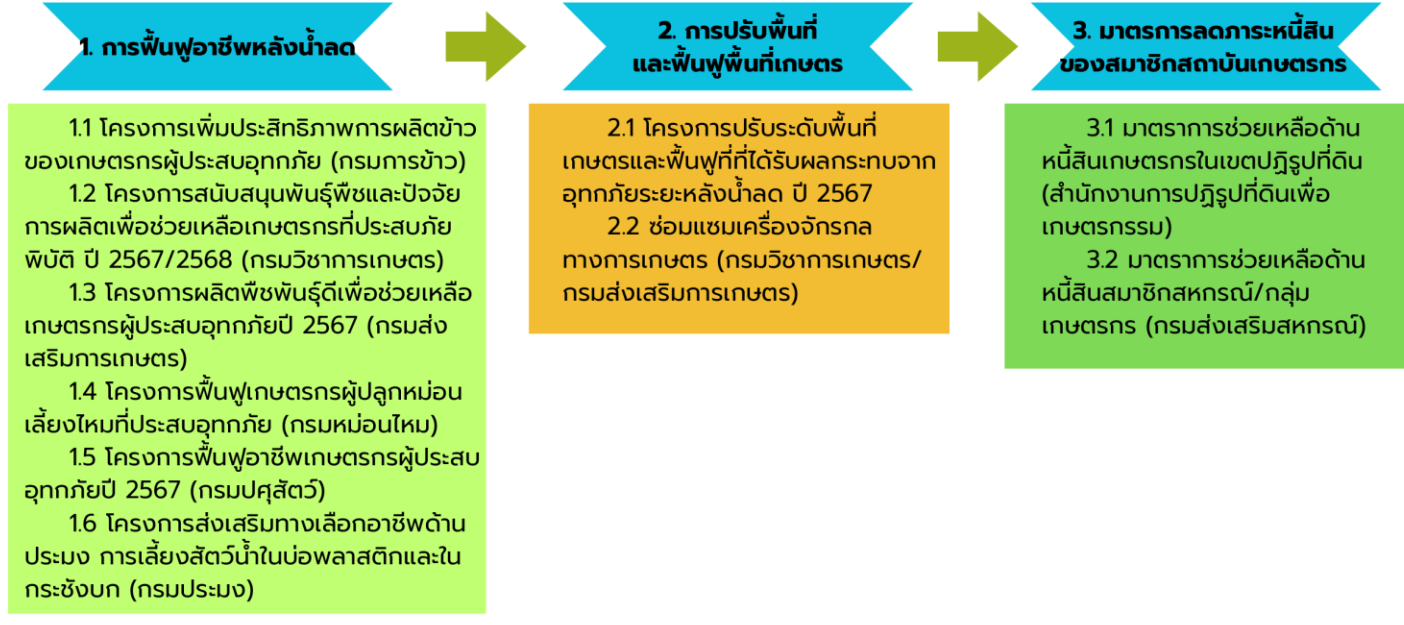 1. การฟื้นฟูอาชีพหลังน้ำลด
1.1 โครงการเพิ่มประสิทธิภาพการผลิตข้าว
ของเกษตรกรผู้ประสบอุทกภัย (กรมการข้าว)
1.2 โครงการสนับสนุนพันธุ์พืชและปัจจัย
การผลิตเพื่อช่วยเหลือเกษตรกรที่ประสบภัย
พิบัติ ปี 2567/2568 (กรมวิชาการเกษตร)
1.3 โครงการผลิตพืชพันธุ์ดีเพื่อช่วยเหลือ
เกษตรกรผู้ประสบอุทกภัยปี 2567 (กรมส่ง
เสริมการเกษตร)
1.4 โครงการฟื้นฟูเกษตรกรผู้ปลูกหม่อน
เลี้ยงไหมที่ประสบอุทกภัย (กรมหม่อนไหม)
1.5 โครงการฟื้นฟูอาชีพเกษตรกรผู้ประสบ
อุทกภัยปี 2567 (กรมปศุสัตว์)
1.6 โครงการส่งเสริมทางเลือกอาชีพด้าน
ประมง การเลี้ยงสัตว์น้ำในบ่อพลาสติกและใน
กระชังบก (กรมประมง)
2. การปรับพื้นที่
และฟื้นฟูพื้นที่เกษตร
2.1 โครงการปรับระดับพื้นที่
เกษตรและฟื้นฟูที่ที่ได้รับผลกระทบจาก
อุทกภัยระยะหลังน้ำลด ปี 2567
2.2 ซ่อมแซมเครื่องจักรกล
ทางการเกษตร (กรมวิชาการเกษตร/
กรมส่งเสริมการเกษตร)
3. มาตรการลดภาระหนี้สิน
ของสมาชิกสถาบันเกษตรกร
3.1 มาตราการช่วยเหลือด้าน
หนี้สินเกษตรกรในเขตปฏิรูปที่ดิน
(สำนักงานการปฏิรูปที่ดินเพื่อ
เกษตรกรรม)
3.2 มาตราการช่วยเหลือด้าน
หนี้สินสมาชิกสหกรณ์/กลุ่ม
เกษตรกร (กรมส่งเสริมสหกรณ์)